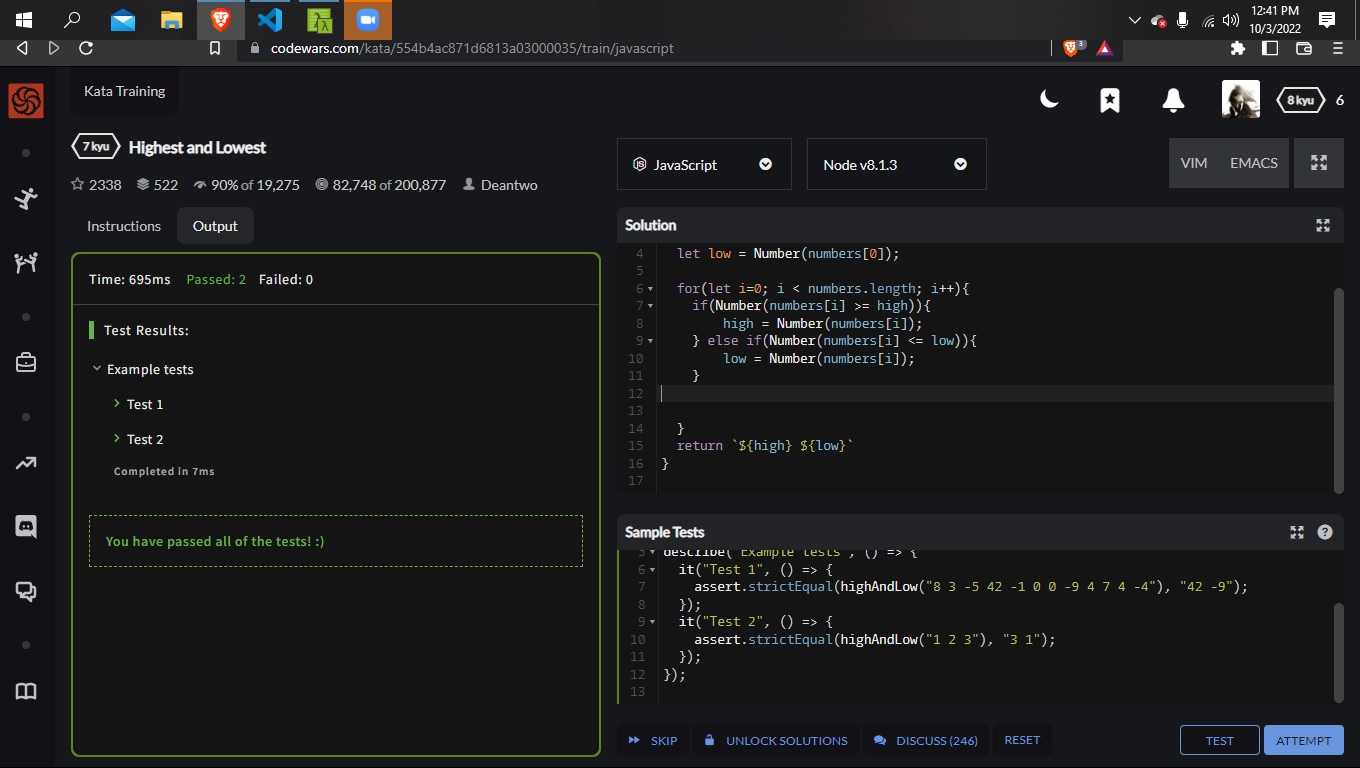 12:41 PM
10/3/2022
codewars.com/kata/554b4ac871d6813a03000035/train/javascript
3
Kata Training
8 kyu 6
7 kyu Highest and Lowest
2338 522 90% of 19,275 82,748 of 200,877 Deantwo
JavaScript Node v8.1.3 VIM EMACS
Instructions Output
Time: 695ms Passed: 2 Failed: 0
Test Results:
Example tests
Test 1
Test 2
Completed in 7ms
You have passed all of the tests! :)
Solution
4 let low = Number(numbers[0]);
5
6 for(let i=0; i < numbers.length; i++){
7 if(Number(numbers[i] >= high)){
8 high = Number(numbers[i]);
9 } else if(Number(numbers[i] <= low)){
10 low = Number(numbers[i]);
11 }
12
13
14 }
15 return `${high} ${low}`
16 }
17
Sample Tests
5 describe("Example tests", () => {
6 it("Test 1", () => {
7 assert.strictEqual(highAndLow("8 3 -5 42 -1 0 0 -9 4 7 4 -4"), "42 -9");
8 });
9 it("Test 2", () => {
10 assert.strictEqual(highAndLow("1 2 3"), "3 1");
11 });
12 });
13
SKIP UNLOCK SOLUTIONS DISCUSS (246) RESET TEST ATTEMPT